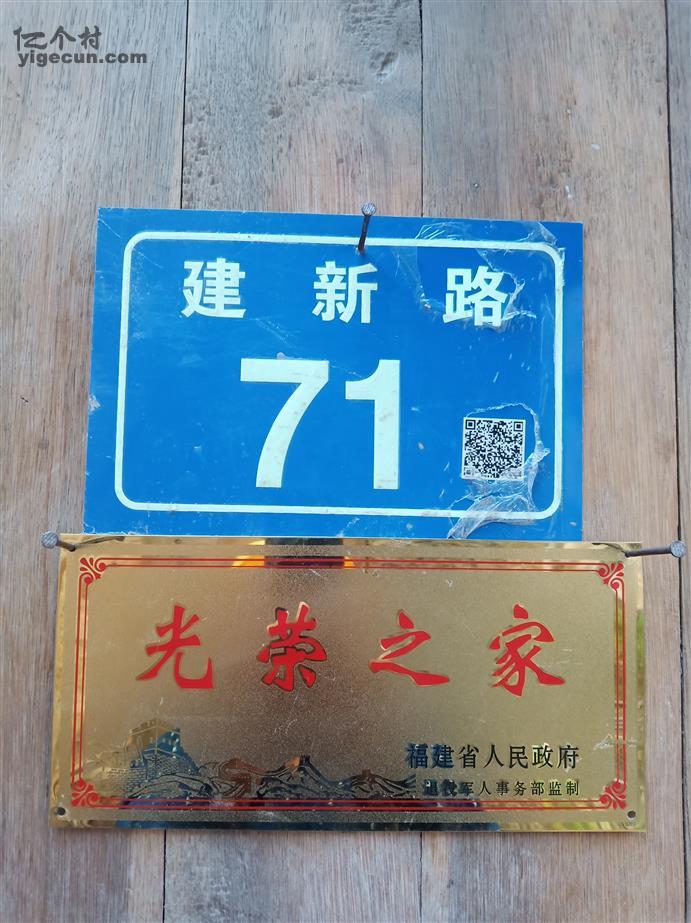 亿个村
yigecun.com
建新路
71
光荣之家
福建省人民政府
退役军人事务部监制